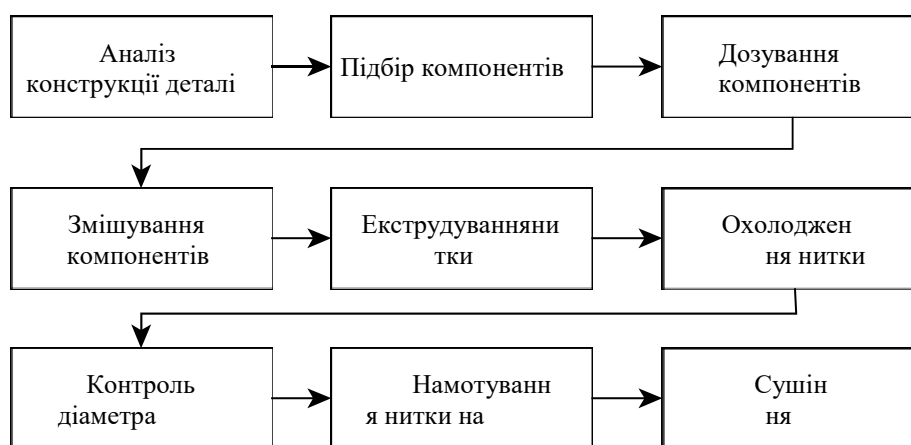 Аналіз
конструкції деталі
Підбір компонентів
Дозування
компонентів
Змішування
компонентів
Екструдуванняни
тки
Охолоджен
ня нитки
Контроль
діаметра
Намотуванн
я нитки на
Сушін
ня